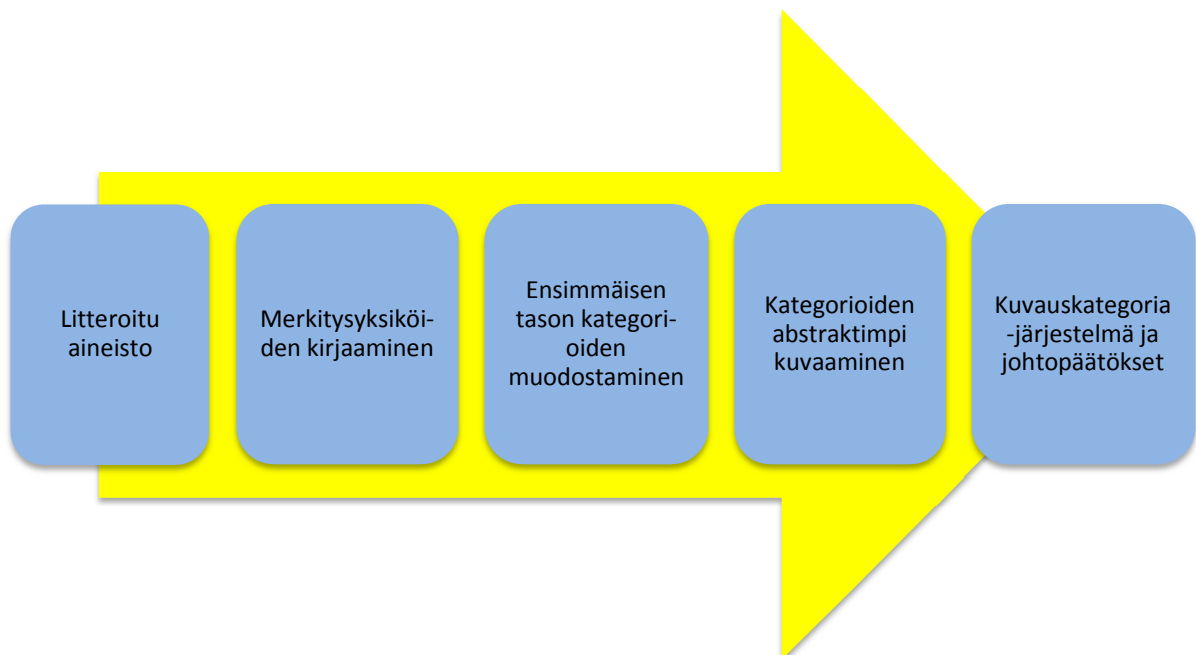 Litteroitu
aineisto
Merkitysyksiköi-
den kirjaaminen
Ensimmäisen
tason kategori-
oiden
muodostaminen
Kategorioiden
abstraktimpi
kuvaaminen
Kuvauskategoria
-järjestelmä ja
johtopäätökset